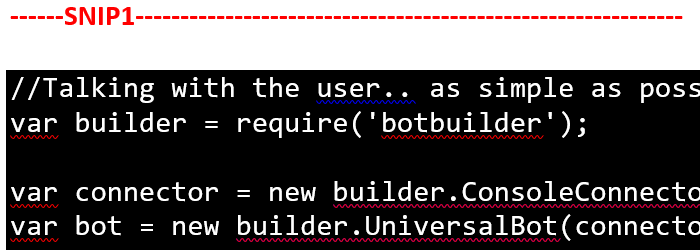 ------SNIP1--------------------------------------------------------
//Talking with the user.. as simple as poss
var builder = require('botbuilder');
var connector = new builder.ConsoleConnecto
var bot = new builder.UniversalBot(connecto